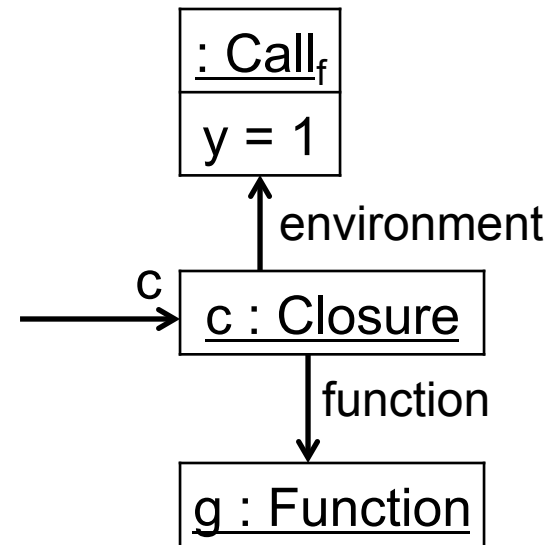 : Callf
y = 1
environment
c
c : Closure
function
g : Function